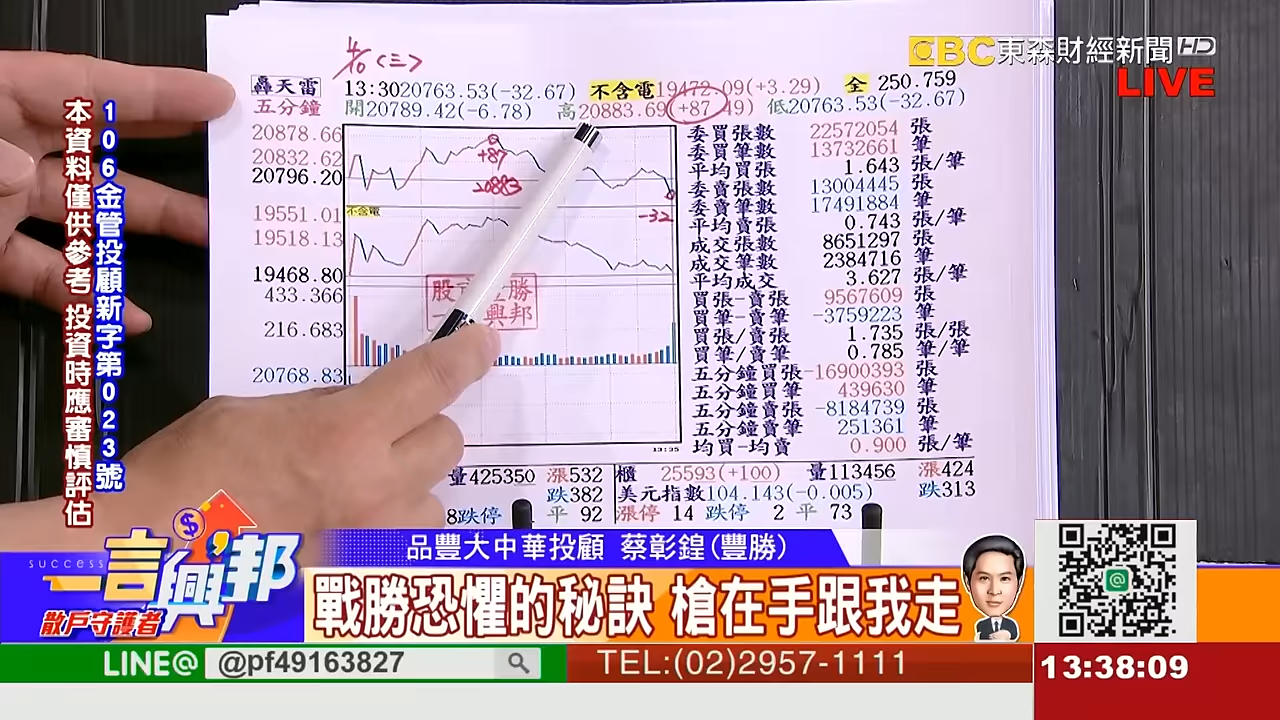 4/10 (三)
EBC 東森財經新聞 HD
LIVE
轟天雷 13:30 20763.53(-32.67) 不含電 19472.09(+3.29) 全 250.759
五分鐘 開20789.42(-6.78) 高20883.69(+87.49) 低20763.53(-32.67)
20878.66
20832.62
20796.20
+87
20883
-32
不含電
19551.01
19518.13
19468.80
433.366
216.683
20768.83
13:35
委買張數 22572054 張
委買筆數 13732661 筆
平均買張 1.643 張/筆
委賣張數 13004445 張
委賣筆數 17491884 筆
平均賣張 0.743 張/筆
成交張數 8651297 張
成交筆數 2384716 筆
平均成交 3.627 張/筆
買張-賣張 9567609 張
買筆-賣筆 -3759223 筆
買張/賣張 1.735 張/張
買筆/賣筆 0.785 筆/筆
五分鐘買張 -16900393 張
五分鐘買筆 439630 筆
五分鐘賣張 -8184739 張
五分鐘賣筆 251361 筆
均買-均賣 0.900 張/筆
量425350 漲532 櫃 25593(+100) 量113456 漲424
跌382 美元指數104.143(-0.005) 跌313
8跌停 平 92 漲停 14 跌停 2 平 73
106金管投顧新字第023號
本資料僅供參考 投資時應審慎評估
success
一言興邦
散戶守護者
品豐大中華投顧 蔡彰鍠(豐勝)
戰勝恐懼的秘訣 槍在手跟我走
LINE@ @pf49163827 TEL:(02)2957-1111
13:38:09